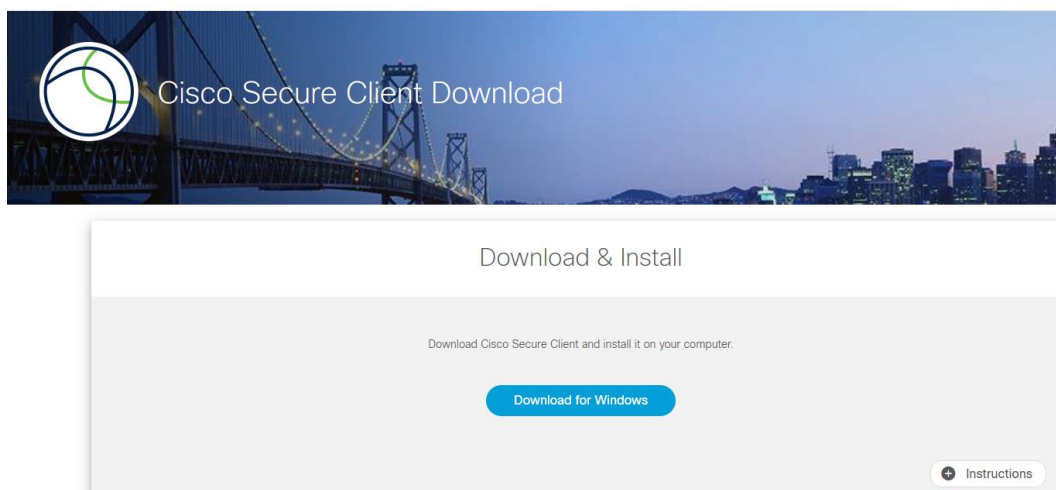 Cisco Secure Client Download
Download & Install
Download Cisco Secure Client and install it on your computer.
Download for Windows
Instructions